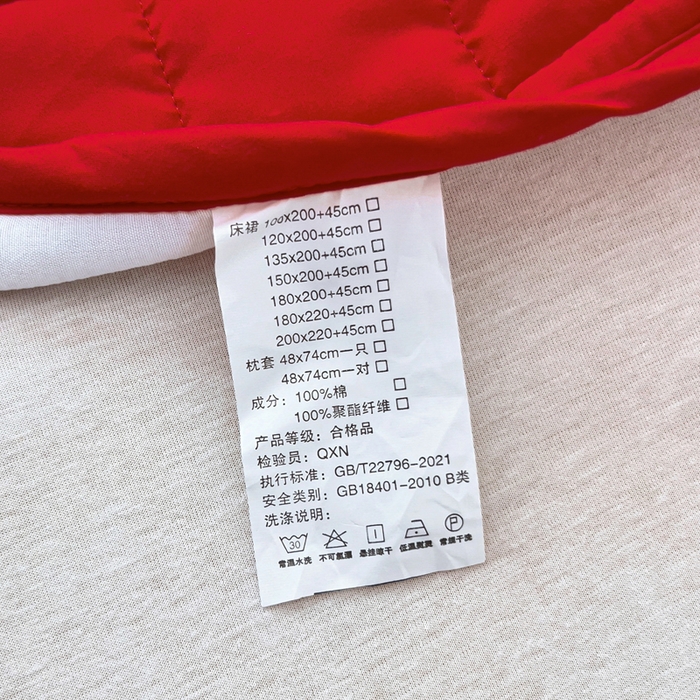 床裙 100x200+45cm □
120x200+45cm □
135x200+45cm □
150x200+45cm □
180x200+45cm □
180x220+45cm □
200x220+45cm □
枕套 48x74cm一只 □
48x74cm一对 □
成分：100%棉 □
100%聚酯纤维 □
产品等级：合格品
检验员：QXN
执行标准：GB/T22796-2021
安全类别：GB18401-2010 B类
洗涤说明：
30 P
常温水洗 不可氯漂 悬挂晾干 低温熨烫 常规干洗